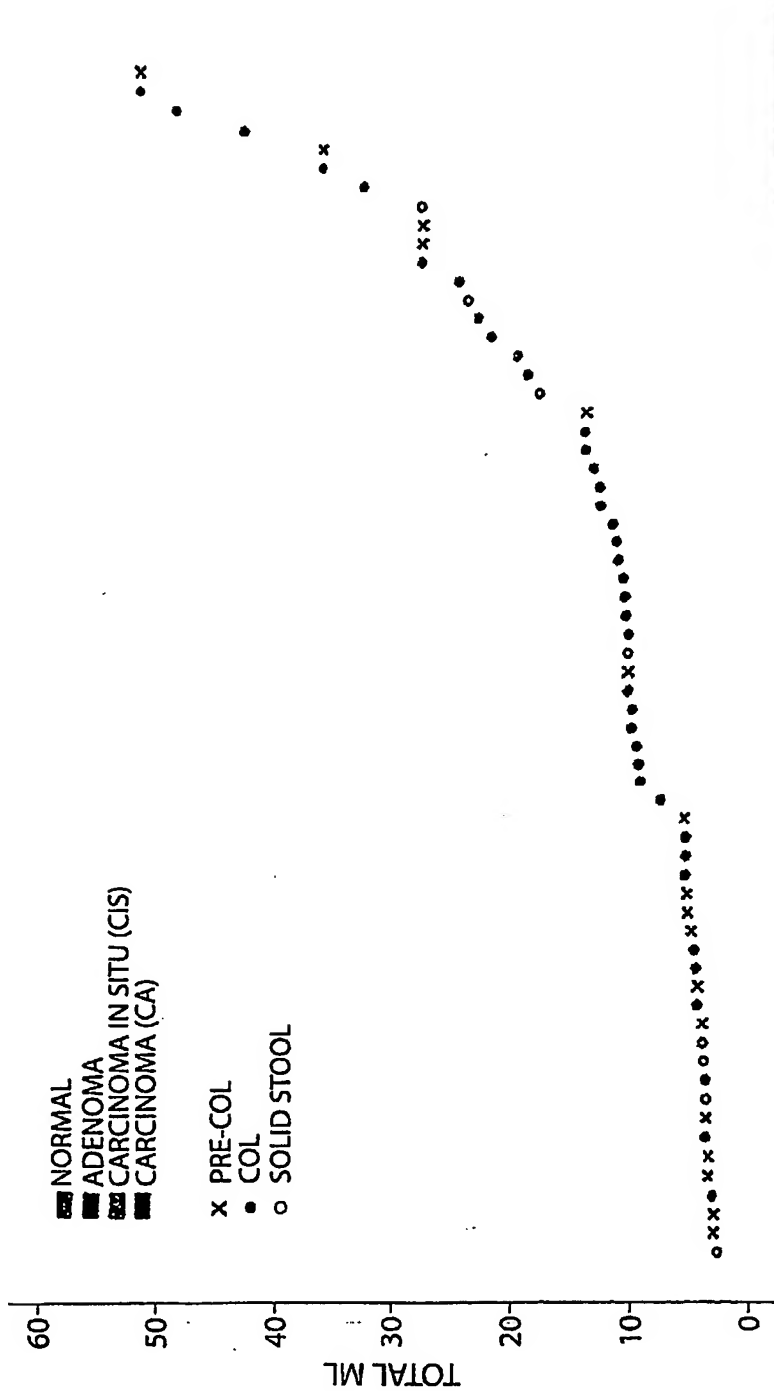 NORMAL
ADENOMA
CARCINOMA IN SITU (CIS)
CARCINOMA (CA)
x PRE-COL
● COL
○ SOLID STOOL
TOTAL ML
60
50
40
30
20
10
0